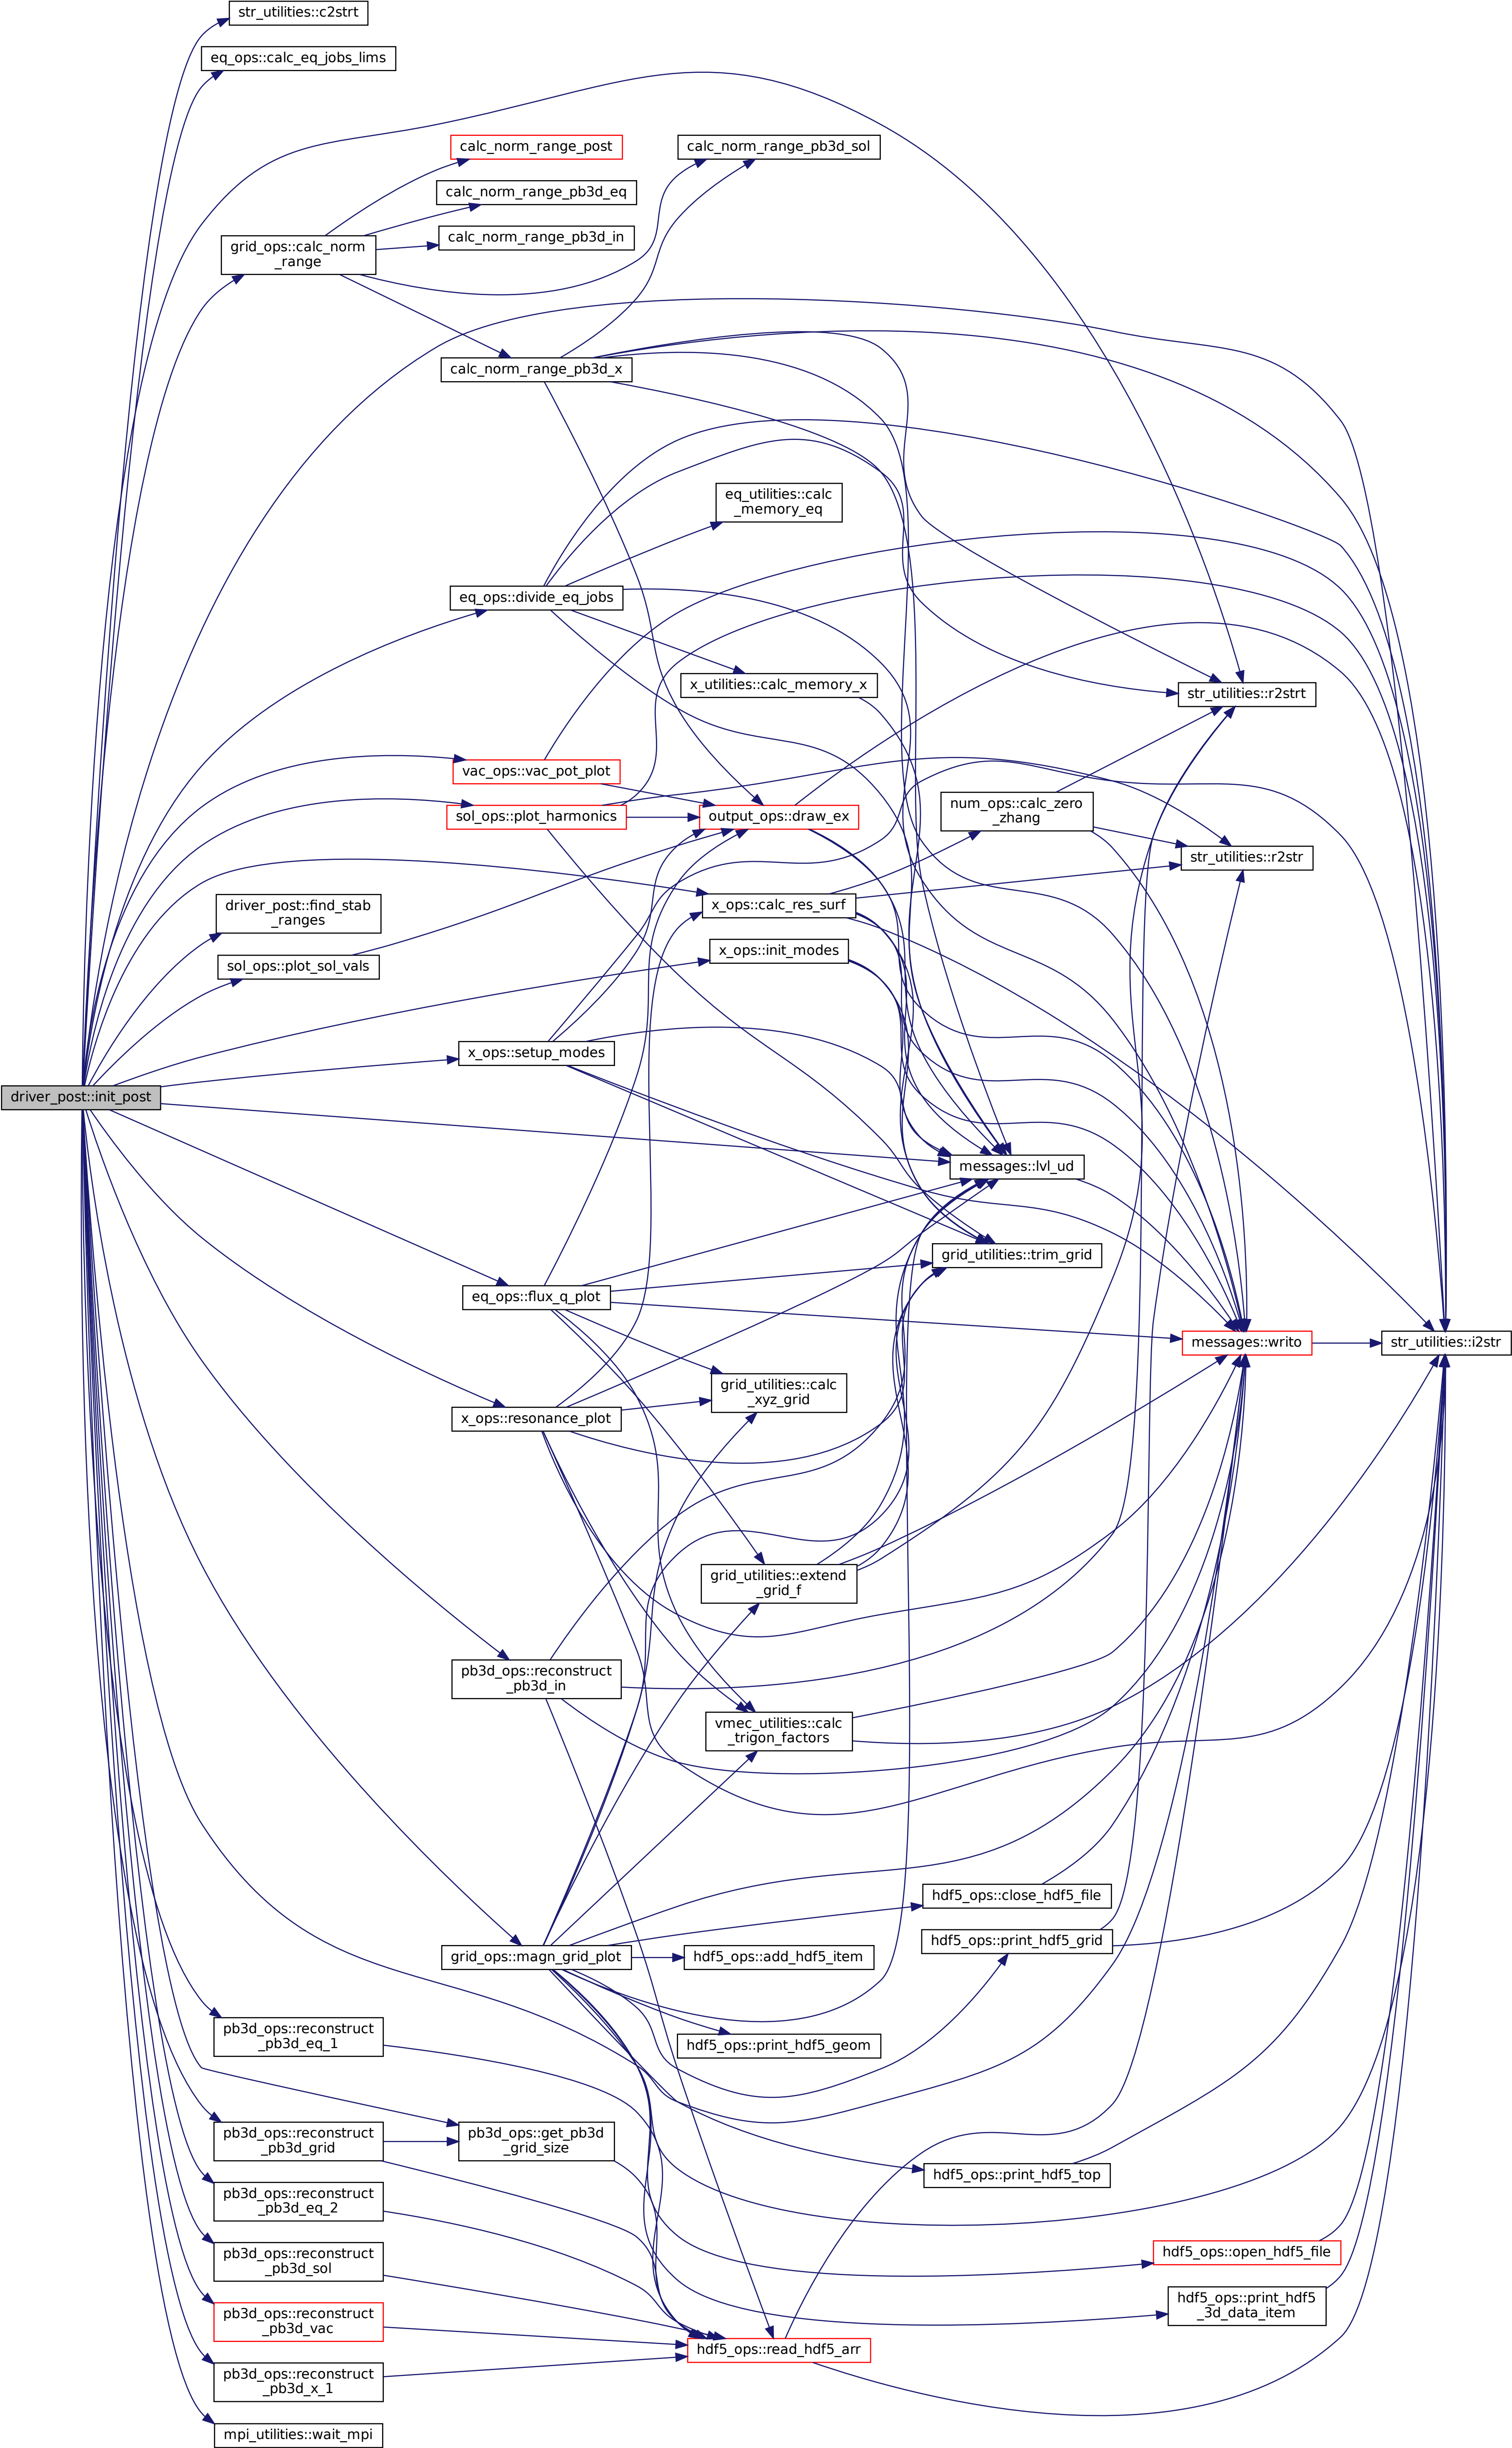 str_utilities::c2strt
eq_ops::calc_eq_jobs_lims
calc_norm_range_post
calc_norm_range_pb3d_sol
calc_norm_range_pb3d_eq
calc_norm_range_pb3d_in
grid_ops::calc_norm
_range
calc_norm_range_pb3d_x
eq_utilities::calc
_memory_eq
eq_ops::divide_eq_jobs
x_utilities::calc_memory_x
str_utilities::r2strt
vac_ops::vac_pot_plot
sol_ops::plot_harmonics
output_ops::draw_ex
num_ops::calc_zero
_zhang
str_utilities::r2str
driver_post::find_stab
_ranges
x_ops::calc_res_surf
x_ops::init_modes
sol_ops::plot_sol_vals
x_ops::setup_modes
driver_post::init_post
messages::lvl_ud
grid_utilities::trim_grid
eq_ops::flux_q_plot
messages::writo
str_utilities::i2str
grid_utilities::calc
_xyz_grid
x_ops::resonance_plot
grid_utilities::extend
_grid_f
pb3d_ops::reconstruct
_pb3d_in
vmec_utilities::calc
_trigon_factors
hdf5_ops::close_hdf5_file
hdf5_ops::print_hdf5_grid
grid_ops::magn_grid_plot
hdf5_ops::add_hdf5_item
pb3d_ops::reconstruct
_pb3d_eq_1
hdf5_ops::print_hdf5_geom
pb3d_ops::reconstruct
_pb3d_grid
pb3d_ops::get_pb3d
_grid_size
hdf5_ops::print_hdf5_top
pb3d_ops::reconstruct
_pb3d_eq_2
pb3d_ops::reconstruct
_pb3d_sol
hdf5_ops::open_hdf5_file
hdf5_ops::print_hdf5
_3d_data_item
pb3d_ops::reconstruct
_pb3d_vac
hdf5_ops::read_hdf5_arr
pb3d_ops::reconstruct
_pb3d_x_1
mpi_utilities::wait_mpi